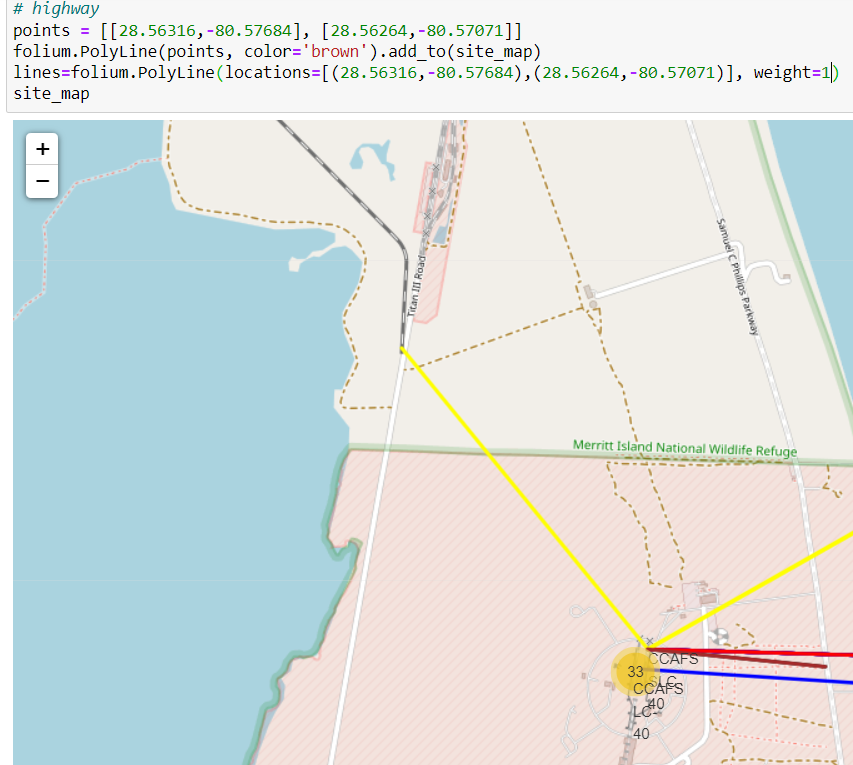 # highway
points = [[28.56316,-80.57684], [28.56264,-80.57071]]
folium.PolyLine(points, color='brown').add_to(site_map)
lines=folium.PolyLine(locations=[(28.56316,-80.57684),(28.56264,-80.57071)], weight=1)
site_map
+
−
Samuel C Phillips Parkway
Titan III Road
Merritt Island National Wildlife Refuge
CCAFS
33
SLC
CCAFS
40
LC-
40